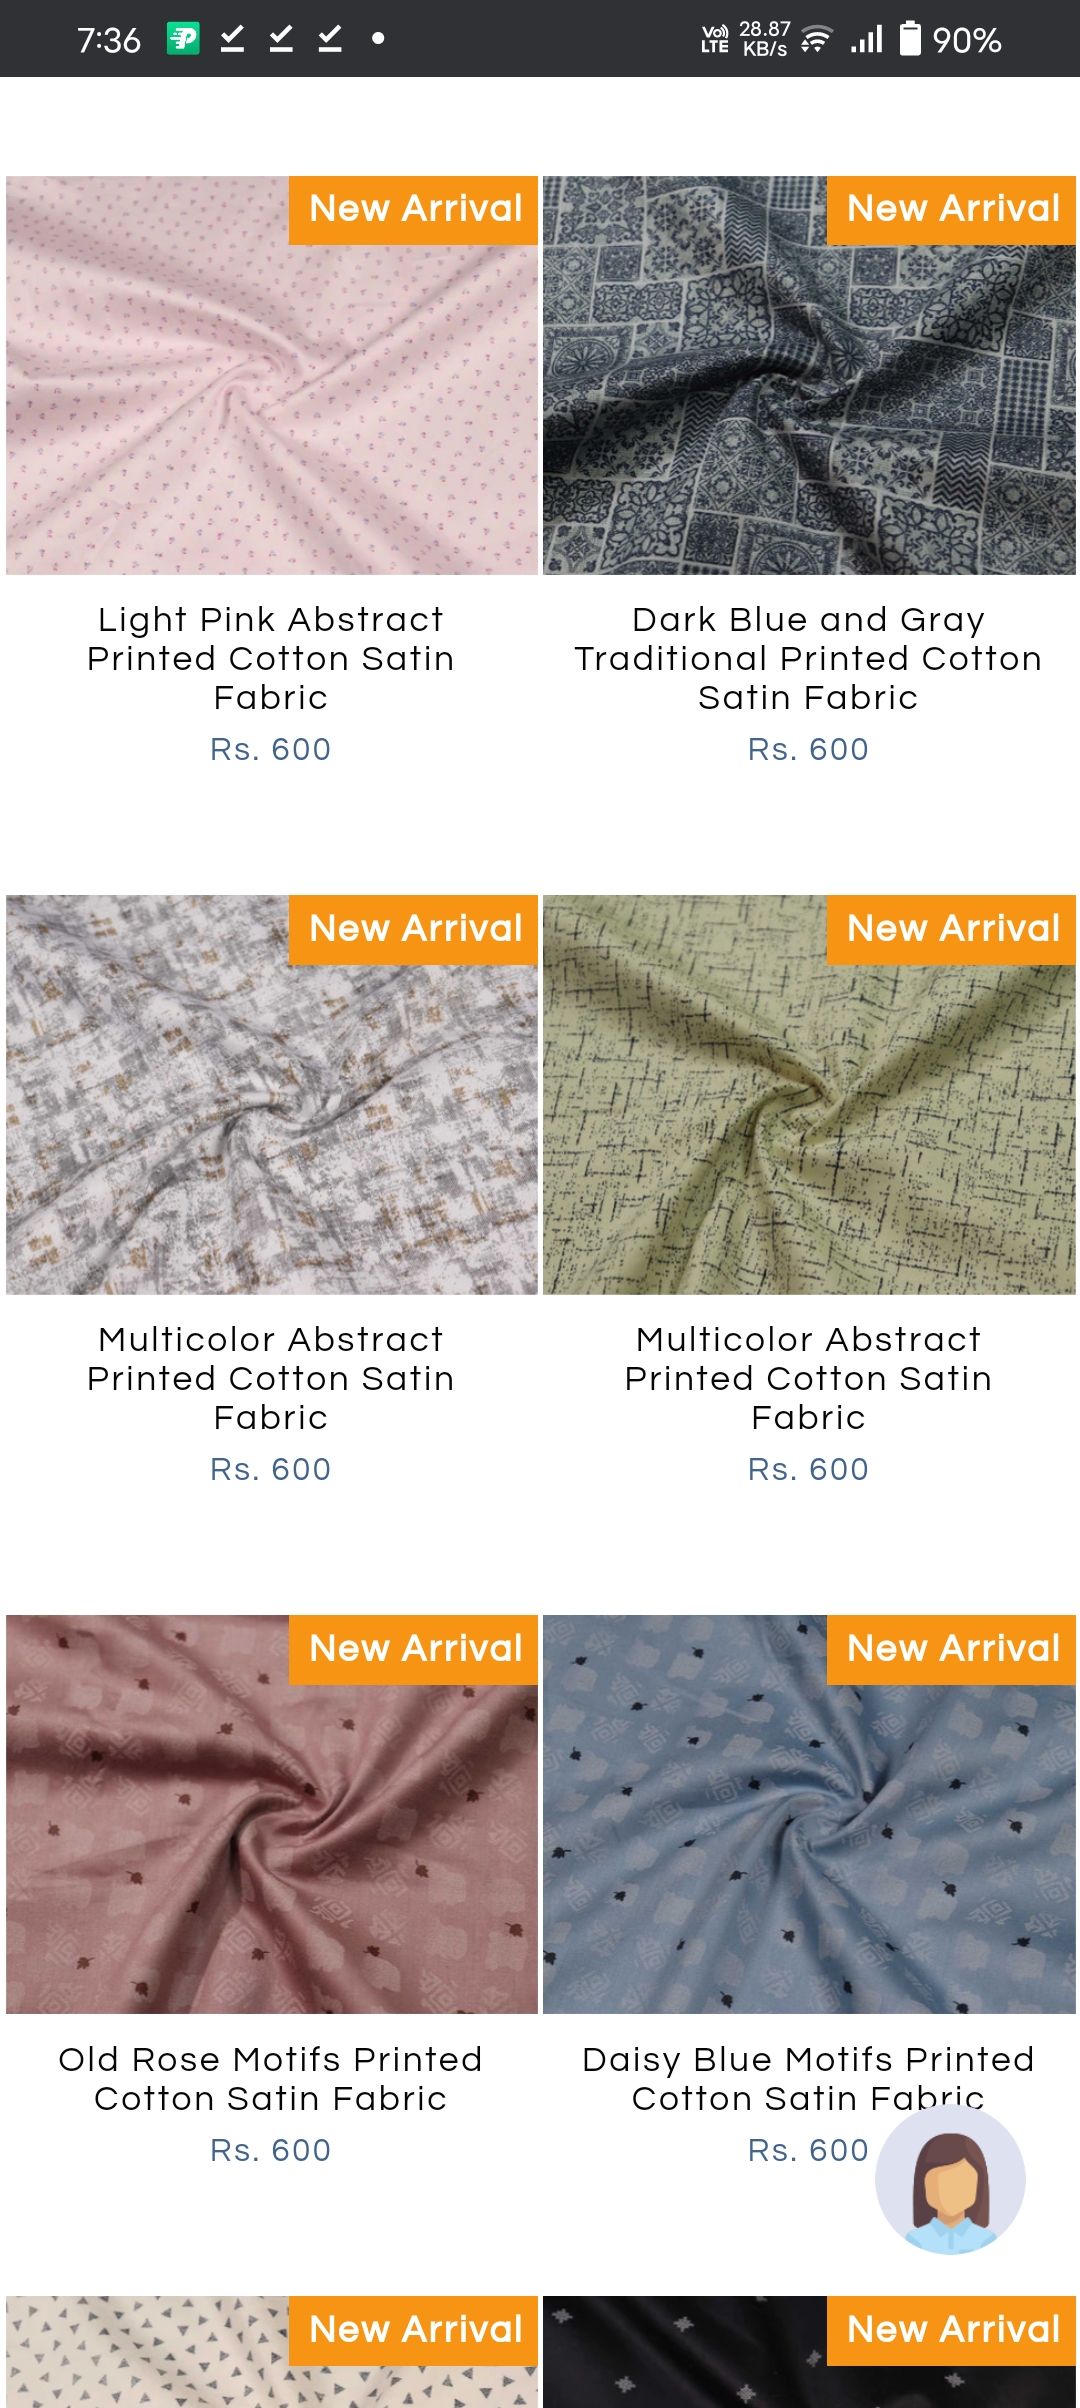 7:36
Vo)
LTE
28.87
KB/s
90%
New Arrival
New Arrival
Light Pink Abstract
Printed Cotton Satin
Fabric
Rs. 600
Dark Blue and Gray
Traditional Printed Cotton
Satin Fabric
Rs. 600
New Arrival
New Arrival
Multicolor Abstract
Printed Cotton Satin
Fabric
Rs. 600
Multicolor Abstract
Printed Cotton Satin
Fabric
Rs. 600
New Arrival
New Arrival
Old Rose Motifs Printed
Cotton Satin Fabric
Rs. 600
Daisy Blue Motifs Printed
Cotton Satin Fabric
Rs. 600
New Arrival
New Arrival